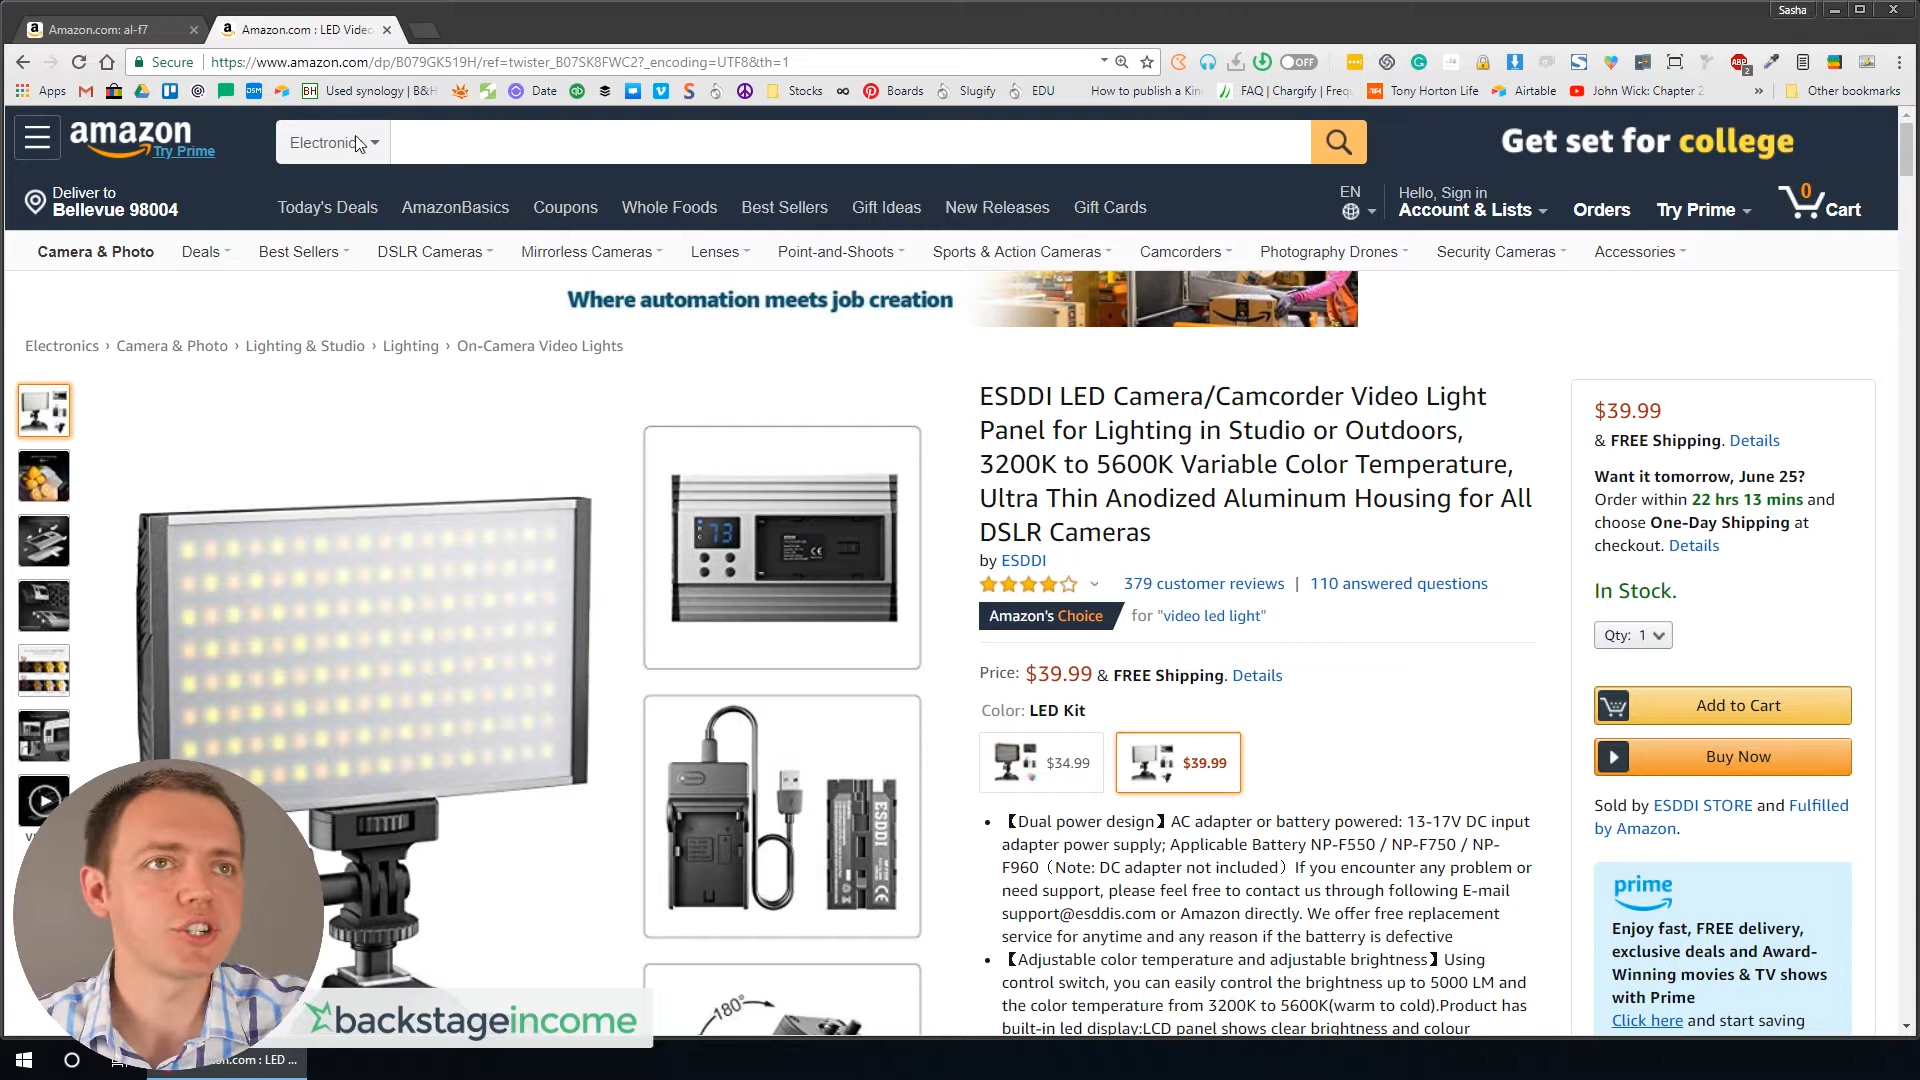 Sasha
Amazon.com: al-f7
Amazon.com : LED Video
Secure
https://www.amazon.com/dp/B079GK519H/ref=twister_B07SK8FWC2?_encoding=UTF8&th=1
OFF
ABP
2
Apps
DSM
BH Used synology | B&H
Date
Stocks
Boards
Slugify
EDU
How to publish a Kin
FAQ | Chargify | Freq
Tony Horton Life
Airtable
John Wick: Chapter 2
»
Other bookmarks
amazon
Try Prime
Electronic
Get set for college
Deliver to
Bellevue 98004
Today's Deals
AmazonBasics
Coupons
Whole Foods
Best Sellers
Gift Ideas
New Releases
Gift Cards
EN
Hello, Sign in
Account & Lists
Orders
Try Prime
0
Cart
Camera & Photo
Deals
Best Sellers
DSLR Cameras
Mirrorless Cameras
Lenses
Point-and-Shoots
Sports & Action Cameras
Camcorders
Photography Drones
Security Cameras
Accessories
Where automation meets job creation
Electronics › Camera & Photo › Lighting & Studio › Lighting › On-Camera Video Lights
ESDDI LED Camera/Camcorder Video Light
Panel for Lighting in Studio or Outdoors,
3200K to 5600K Variable Color Temperature,
Ultra Thin Anodized Aluminum Housing for All
DSLR Cameras
by ESDDI
379 customer reviews | 110 answered questions
Amazon's Choice for "video led light"
Price: $39.99 & FREE Shipping. Details
Color: LED Kit
$34.99
$39.99
• 【Dual power design】AC adapter or battery powered: 13-17V DC input
adapter power supply; Applicable Battery NP-F550 / NP-F750 / NP-
F960（Note: DC adapter not included）If you encounter any problem or
need support, please feel free to contact us through following E-mail
support@esddis.com or Amazon directly. We offer free replacement
service for anytime and any reason if the batterry is defective
• 【Adjustable color temperature and adjustable brightness】Using
control switch, you can easily control the brightness up to 5000 LM and
the color temperature from 3200K to 5600K(warm to cold).Product has
built-in led display:LCD panel shows clear brightness and colour
$39.99
& FREE Shipping. Details
Want it tomorrow, June 25?
Order within 22 hrs 13 mins and
choose One-Day Shipping at
checkout. Details
In Stock.
Qty: 1
Add to Cart
Buy Now
Sold by ESDDI STORE and Fulfilled
by Amazon.
prime
Enjoy fast, FREE delivery,
exclusive deals and Award-
Winning movies & TV shows
with Prime
Click here and start saving
73
CE
ESDDI
CE
180°
backstageincome
on.com : LED ...